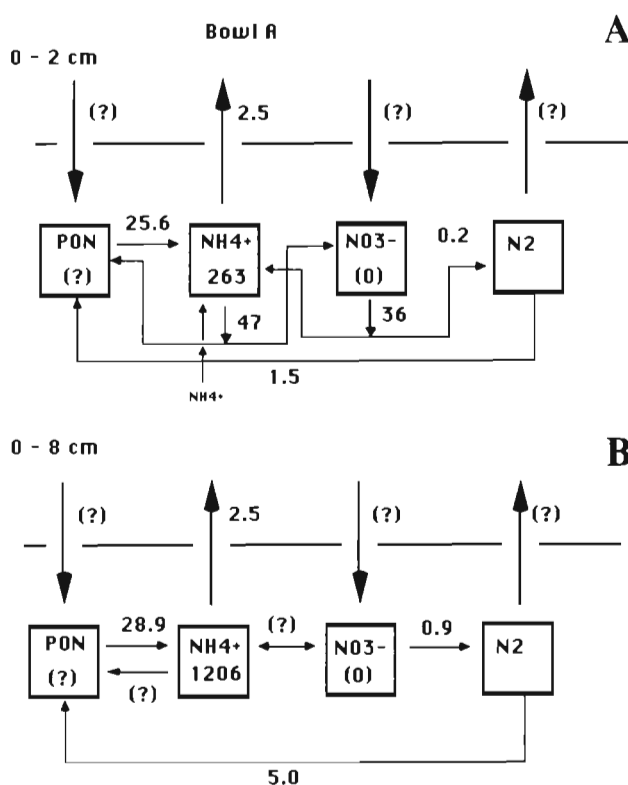 Bowl A
A
0 - 2 cm
(?) 2.5 (?) (?)
25.6 0.2
PON NH4+ NO3- N2
(?) 263 (0)
47 36
1.5
NH4+
0 - 8 cm
B
(?) 2.5 (?) (?)
28.9 (?) 0.9
PON NH4+ NO3- N2
(?) 1206 (0)
(?)
5.0